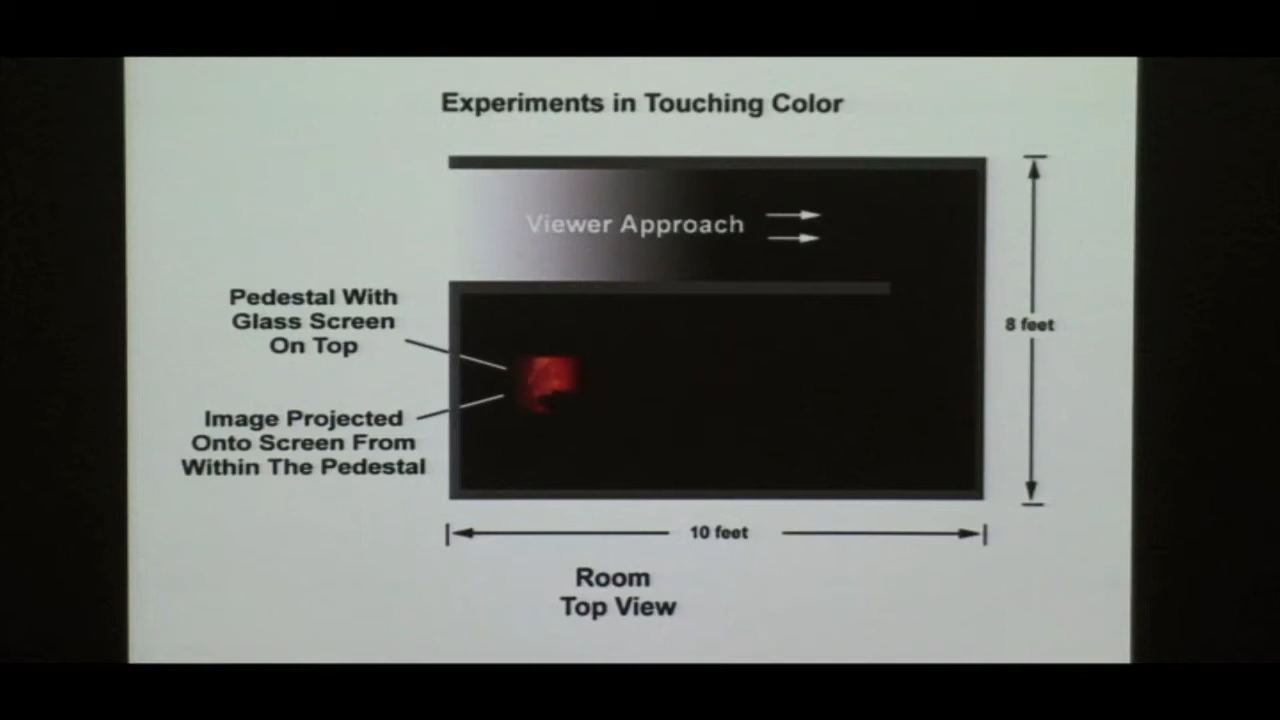 Experiments in Touching Color
Viewer Approach
Pedestal With
Glass Screen
On Top
8 feet
Image Projected
Onto Screen From
Within The Pedestal
10 feet
Room
Top View